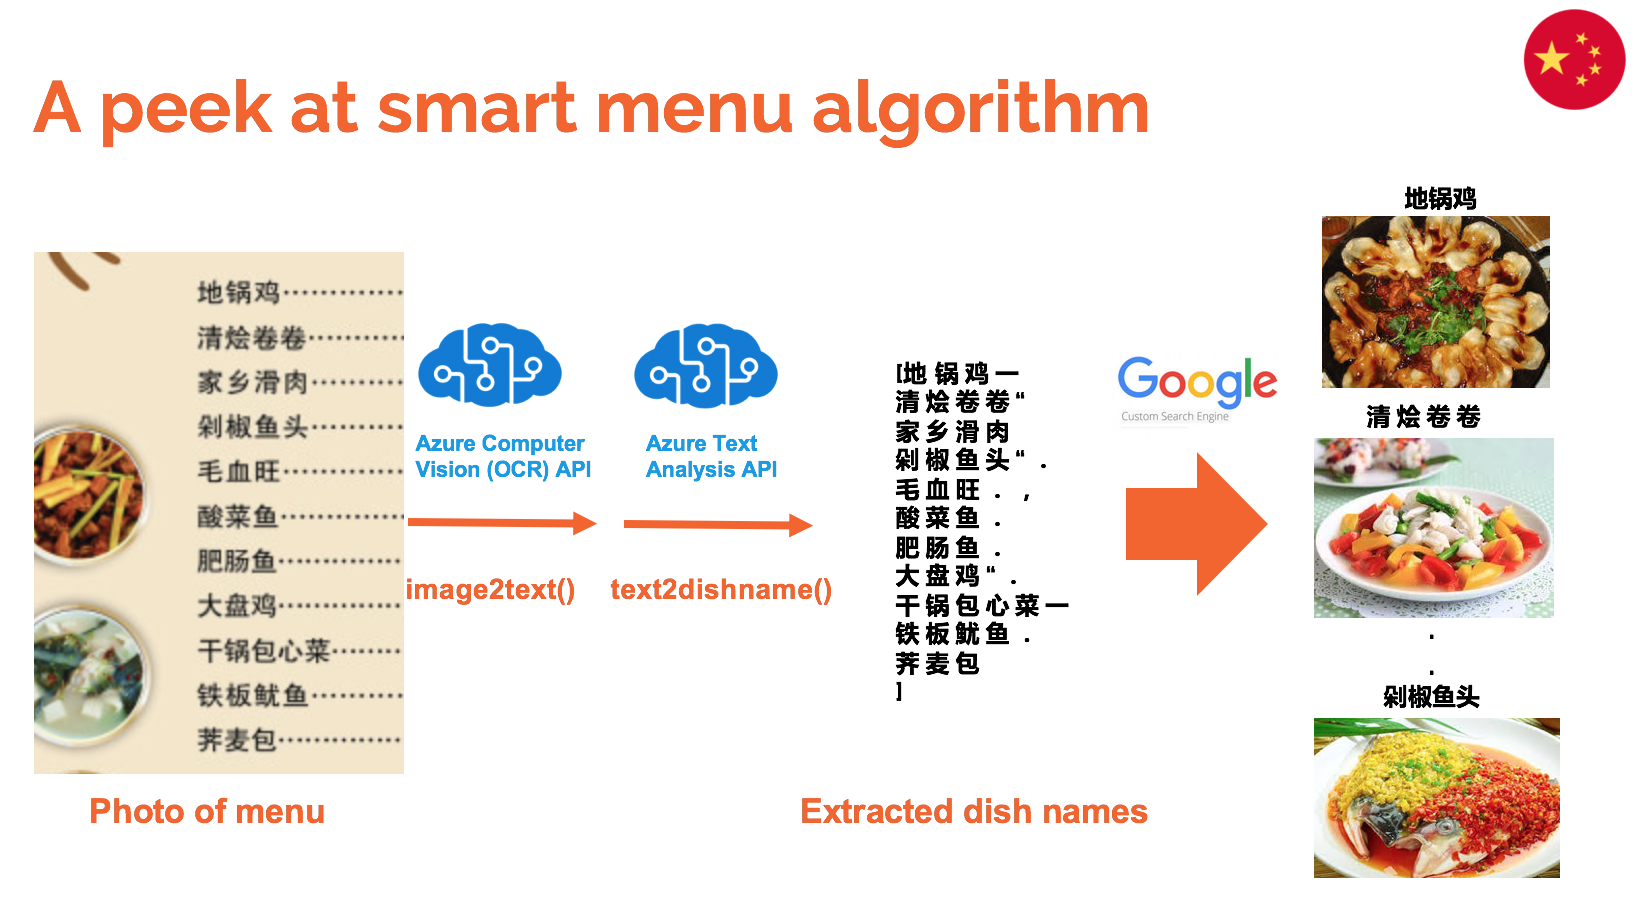 A peek at smart menu algorithm
地锅鸡··············
清烩卷卷············
家乡滑肉············
剁椒鱼头············
毛血旺··············
酸菜鱼··············
肥肠鱼··············
大盘鸡··············
干锅包心菜·········
铁板鱿鱼············
荞麦包··············
Photo of menu
Azure Computer
Vision (OCR) API
image2text()
Azure Text
Analysis API
text2dishname()
[地锅鸡一
清烩卷卷“
家乡滑肉
剁椒鱼头“.
毛血旺.,
酸菜鱼.
肥肠鱼.
大盘鸡“.
干锅包心菜一
铁板鱿鱼.
荞麦包
]
Extracted dish names
Google
Custom Search Engine
地锅鸡
清烩卷卷
.
.
剁椒鱼头